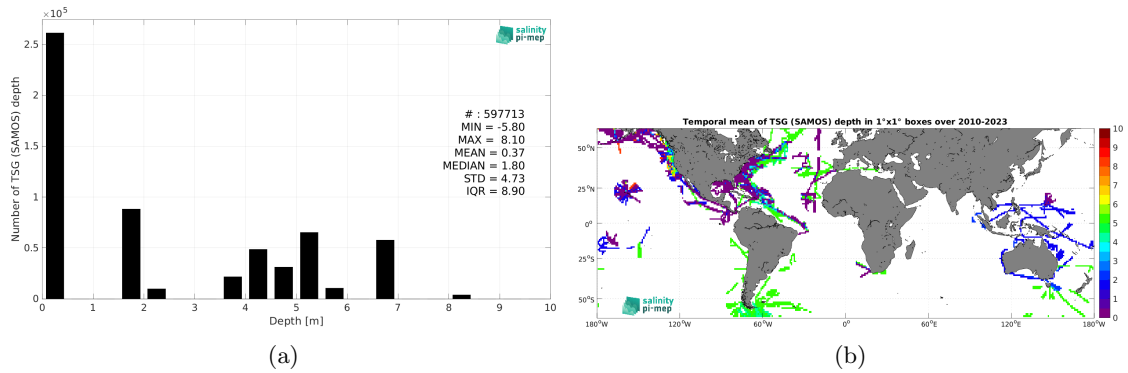 ×10⁵
2.5
2
1.5
1
0.5
0
Number of TSG (SAMOS) depth
salinity
pi-mep
# : 597713
MIN = -5.80
MAX = 8.10
MEAN = 0.37
MEDIAN = 1.80
STD = 4.73
IQR = 8.90
0 1 2 3 4 5 6 7 8 9 10
Depth [m]
(a)
Temporal mean of TSG (SAMOS) depth in 1°x1° boxes over 2010-2023
50°N
25°N
0°
25°S
50°S
180°W 120°W 60°W 0° 60°E 120°E 180°W
salinity
pi-mep
10
9
8
7
6
5
4
3
2
1
0
(b)